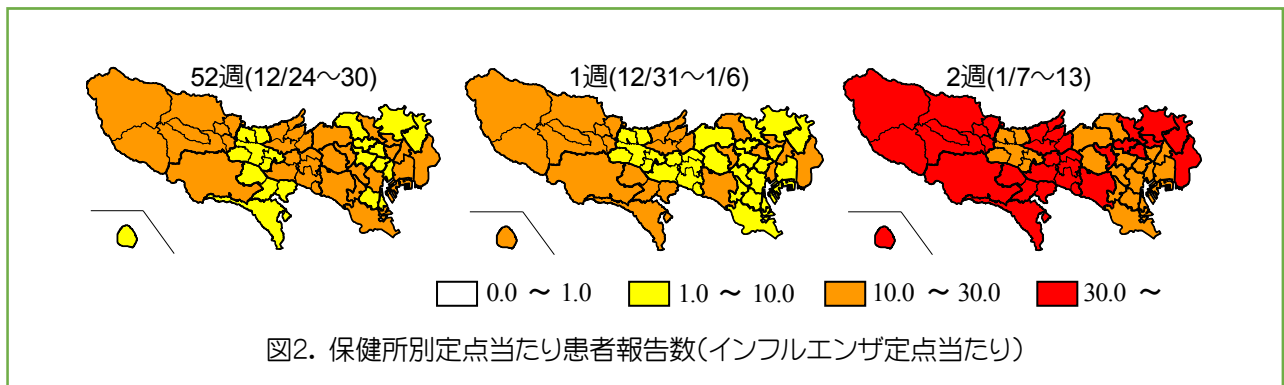 52週(12/24～30)
1週(12/31～1/6)
2週(1/7～13)
0.0 ～ 1.0
1.0 ～ 10.0
10.0 ～ 30.0
30.0 ～
図2. 保健所別定点当たり患者報告数(インフルエンザ定点当たり)